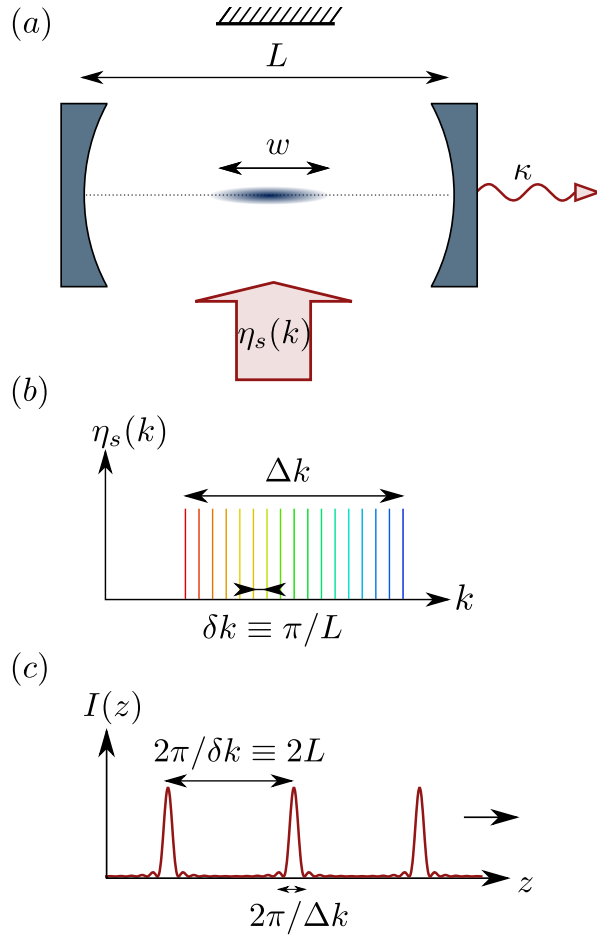 (a)
L
w
κ
η_s(k)
(b)
η_s(k)
Δk
k
δk ≡ π/L
(c)
I(z)
2π/δk ≡ 2L
z
2π/Δk